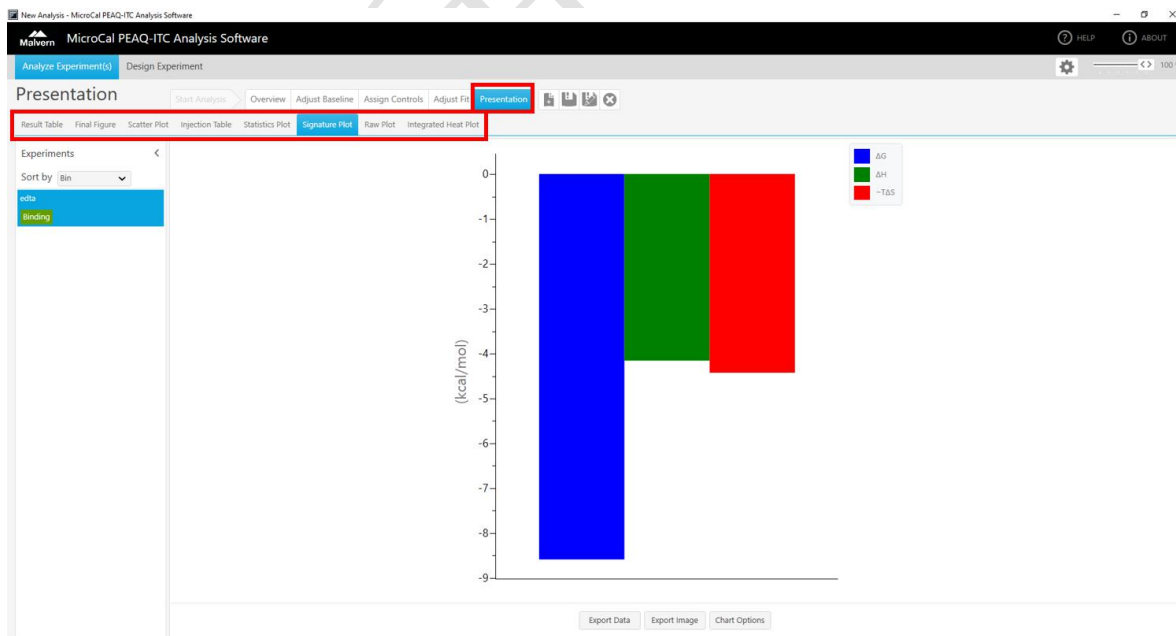 New Analysis - MicroCal PEAQ-ITC Analysis Software
Malvern MicroCal PEAQ-ITC Analysis Software
? HELP i ABOUT
Analyze Experiment(s) Design Experiment
100
Presentation
Start Analysis Overview Adjust Baseline Assign Controls Adjust Fit Presentation
Result Table Final Figure Scatter Plot Injection Table Statistics Plot Signature Plot Raw Plot Integrated Heat Plot
Experiments <
Sort by Bin
edta
Binding
0
-1
-2
-3
-4
-5
-6
-7
-8
-9
(kcal/mol)
ΔG
ΔH
-TΔS
Export Data Export Image Chart Options